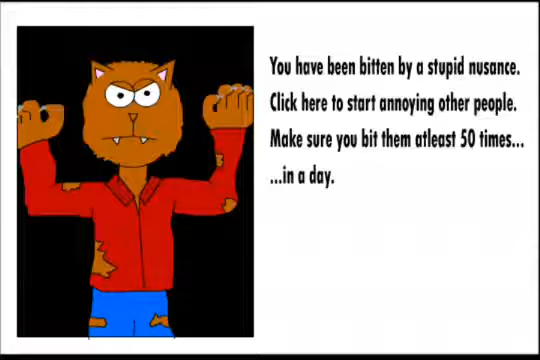 You have been bitten by a stupid nusance.
Click here to start annoying other people.
Make sure you bit them atleast 50 times...
...in a day.